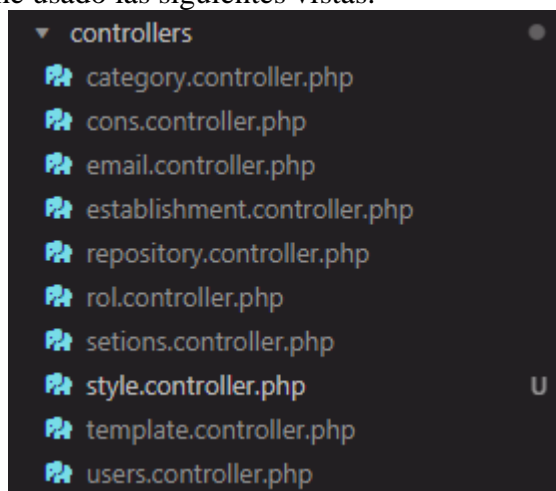 he usado las siguientes vistas:
controllers
category.controller.php
cons.controller.php
email.controller.php
establishment.controller.php
repository.controller.php
rol.controller.php
setions.controller.php
style.controller.php U
template.controller.php
users.controller.php